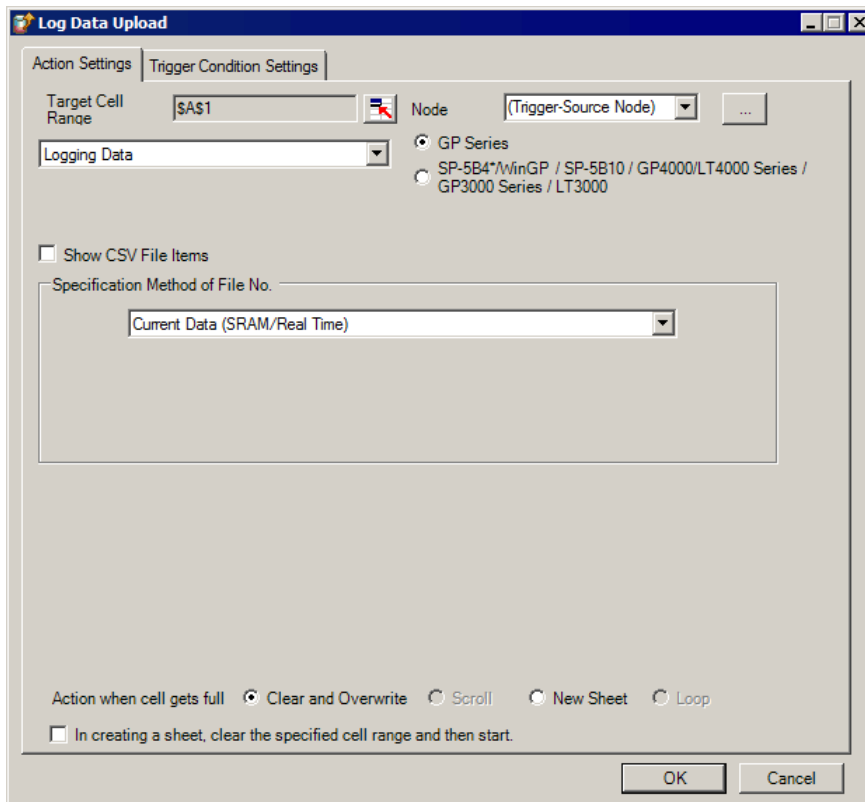 Log Data Upload
Action Settings
Trigger Condition Settings
Target Cell
Range
$A$1
Node
(Trigger-Source Node)
...
Logging Data
GP Series
SP-5B4*/WinGP / SP-5B10 / GP4000/LT4000 Series /
GP3000 Series / LT3000
Show CSV File Items
Specification Method of File No.
Current Data (SRAM/Real Time)
Action when cell gets full
Clear and Overwrite
Scroll
New Sheet
Loop
In creating a sheet, clear the specified cell range and then start.
OK
Cancel